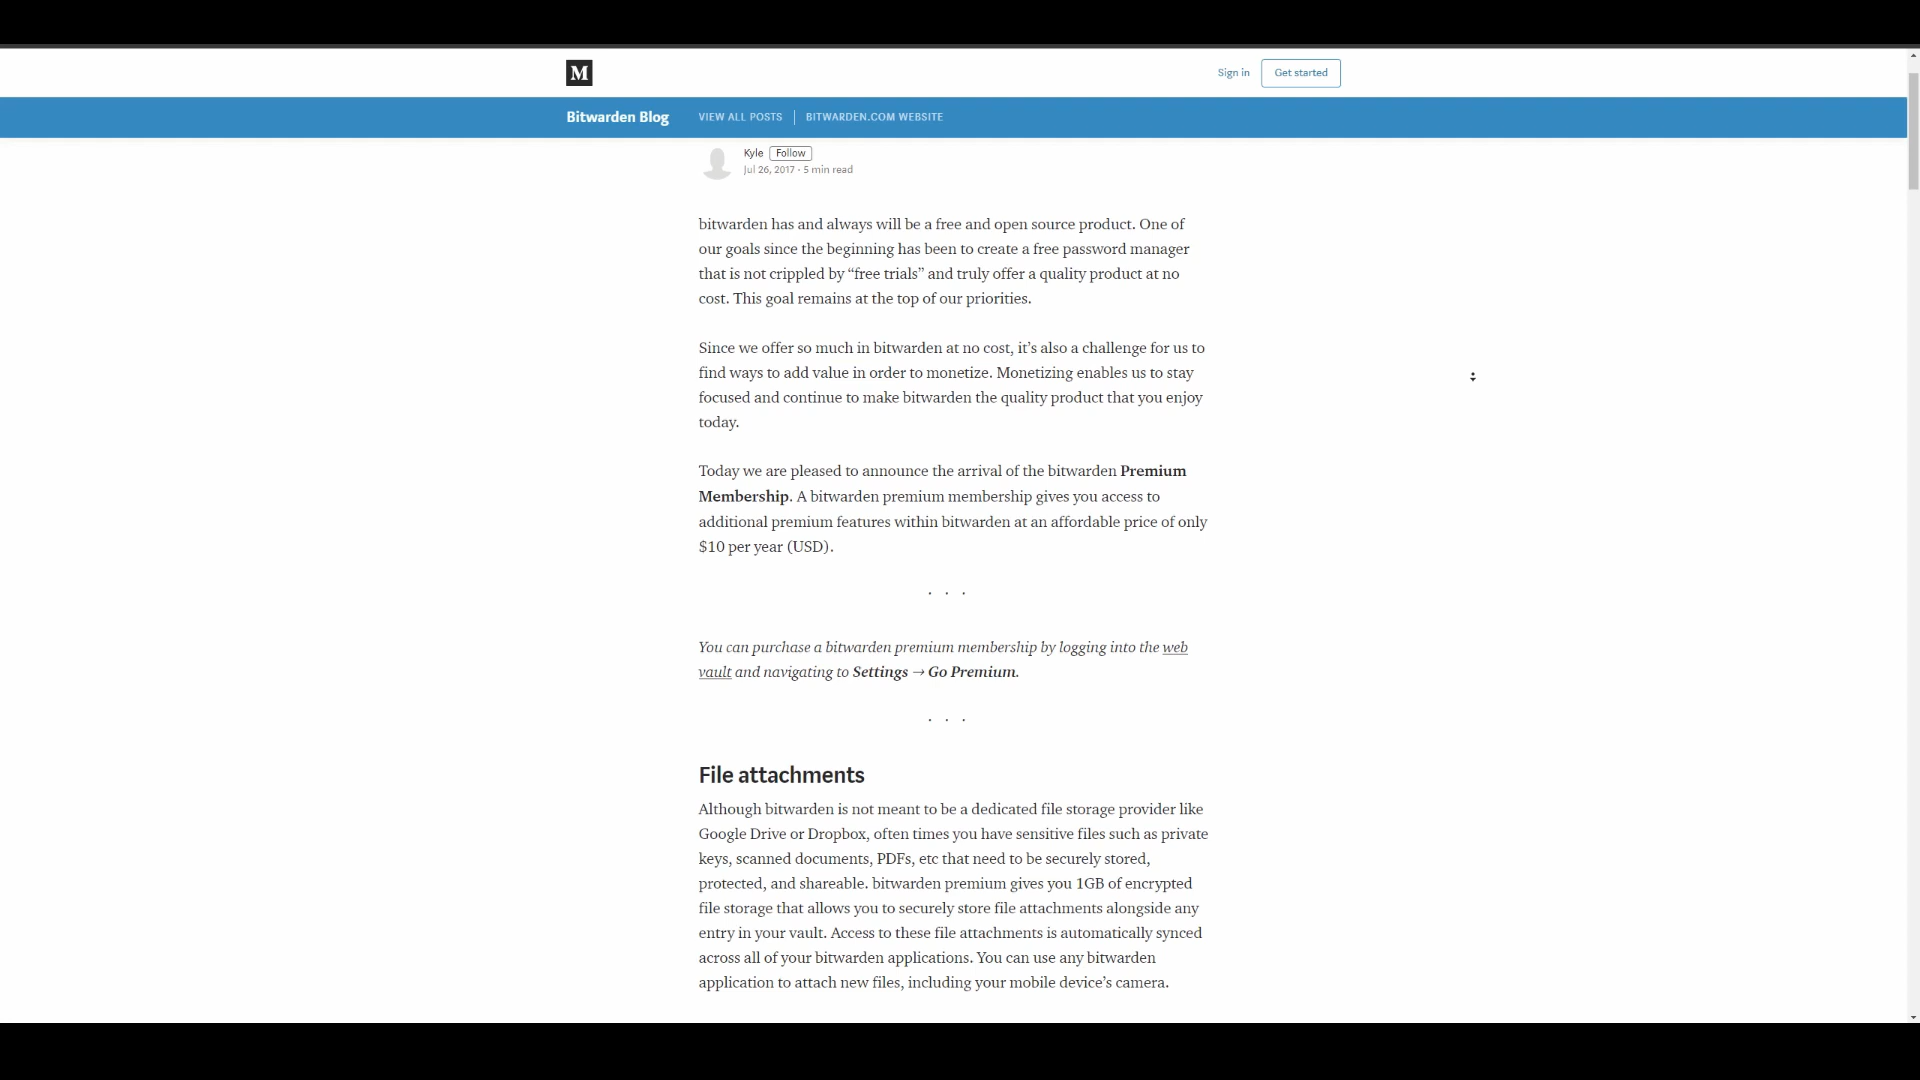 M
Sign in
Get started
Bitwarden Blog
VIEW ALL POSTS
BITWARDEN.COM WEBSITE
Kyle
Follow
Jul 26, 2017 · 5 min read
bitwarden has and always will be a free and open source product. One of
our goals since the beginning has been to create a free password manager
that is not crippled by “free trials” and truly offer a quality product at no
cost. This goal remains at the top of our priorities.
Since we offer so much in bitwarden at no cost, it’s also a challenge for us to
find ways to add value in order to monetize. Monetizing enables us to stay
focused and continue to make bitwarden the quality product that you enjoy
today.
Today we are pleased to announce the arrival of the bitwarden Premium
Membership. A bitwarden premium membership gives you access to
additional premium features within bitwarden at an affordable price of only
$10 per year (USD).
. . .
You can purchase a bitwarden premium membership by logging into the web
vault and navigating to Settings → Go Premium.
. . .
File attachments
Although bitwarden is not meant to be a dedicated file storage provider like
Google Drive or Dropbox, often times you have sensitive files such as private
keys, scanned documents, PDFs, etc that need to be securely stored,
protected, and shareable. bitwarden premium gives you 1GB of encrypted
file storage that allows you to securely store file attachments alongside any
entry in your vault. Access to these file attachments is automatically synced
across all of your bitwarden applications. You can use any bitwarden
application to attach new files, including your mobile device’s camera.